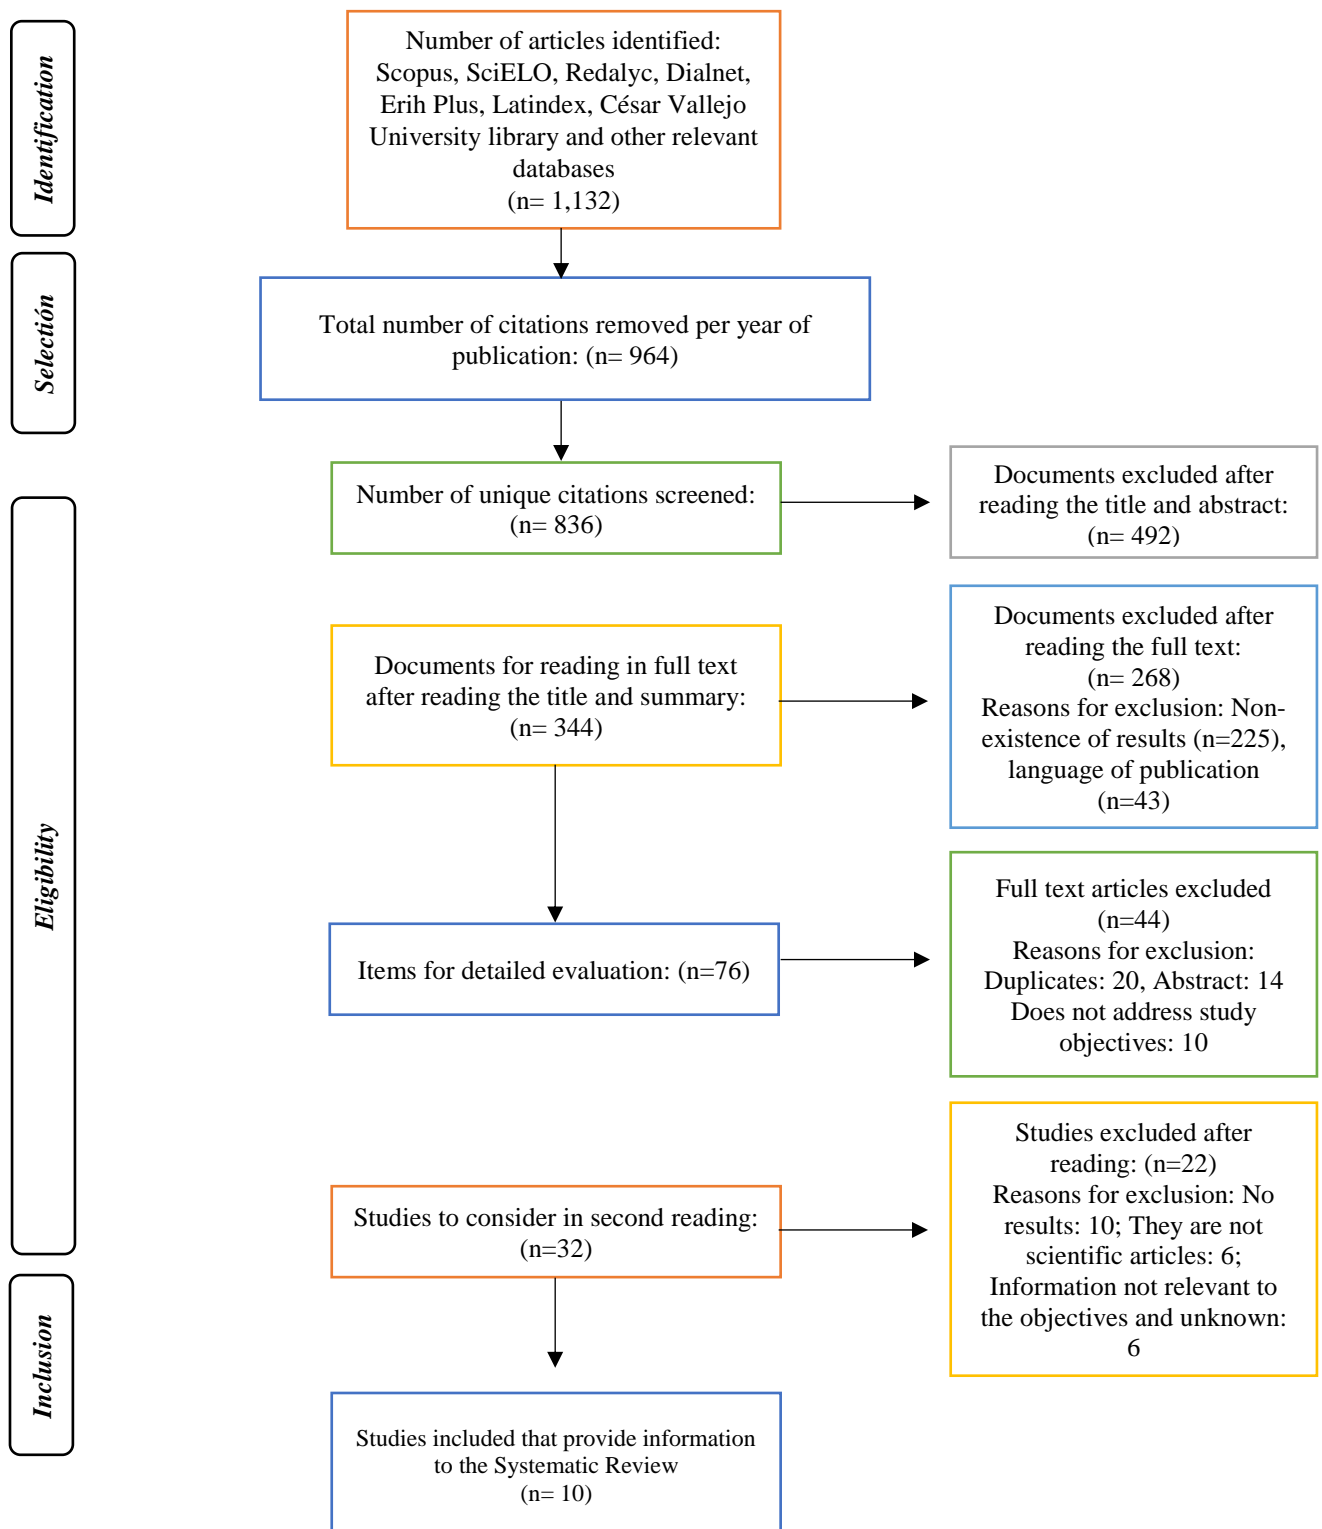 Identification
Number of articles identified:
Scopus, SciELO, Redalyc, Dialnet,
Erih Plus, Latindex, César Vallejo
University library and other relevant
databases
(n= 1,132)
Selectión
Total number of citations removed per year of
publication: (n= 964)
Number of unique citations screened:
(n= 836)
Documents excluded after
reading the title and abstract:
(n= 492)
Eligibility
Documents for reading in full text
after reading the title and summary:
(n= 344)
Documents excluded after
reading the full text:
(n= 268)
Reasons for exclusion: Non-
existence of results (n=225),
language of publication
(n=43)
Items for detailed evaluation: (n=76)
Full text articles excluded
(n=44)
Reasons for exclusion:
Duplicates: 20, Abstract: 14
Does not address study
objectives: 10
Studies to consider in second reading:
(n=32)
Studies excluded after
reading: (n=22)
Reasons for exclusion: No
results: 10; They are not
scientific articles: 6;
Information not relevant to
the objectives and unknown:
6
Inclusion
Studies included that provide information
to the Systematic Review
(n= 10)